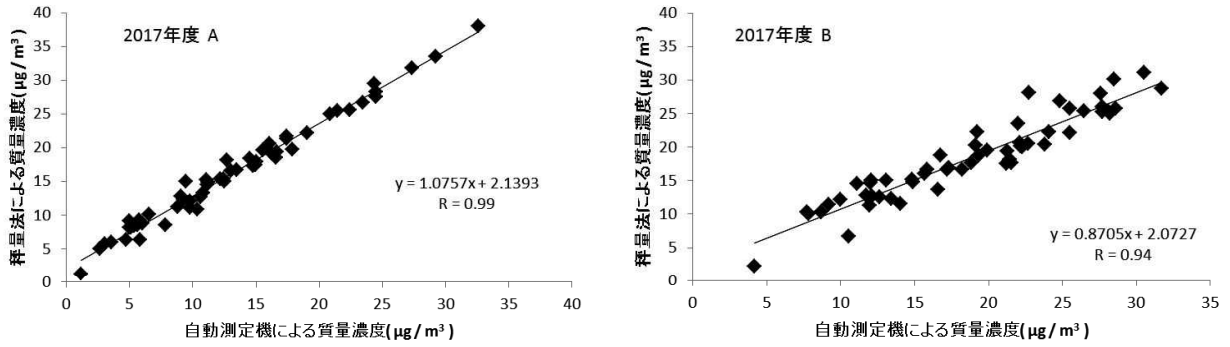 2017年度 A
秤量法による質量濃度(μg / m³)
40
35
30
25
20
15
10
5
0
y = 1.0757x + 2.1393
R = 0.99
0 5 10 15 20 25 30 35 40
自動測定機による質量濃度(μg / m³)
2017年度 B
秤量法による質量濃度(μg / m³)
40
35
30
25
20
15
10
5
0
y = 0.8705x + 2.0727
R = 0.94
0 5 10 15 20 25 30 35
自動測定機による質量濃度(μg / m³)